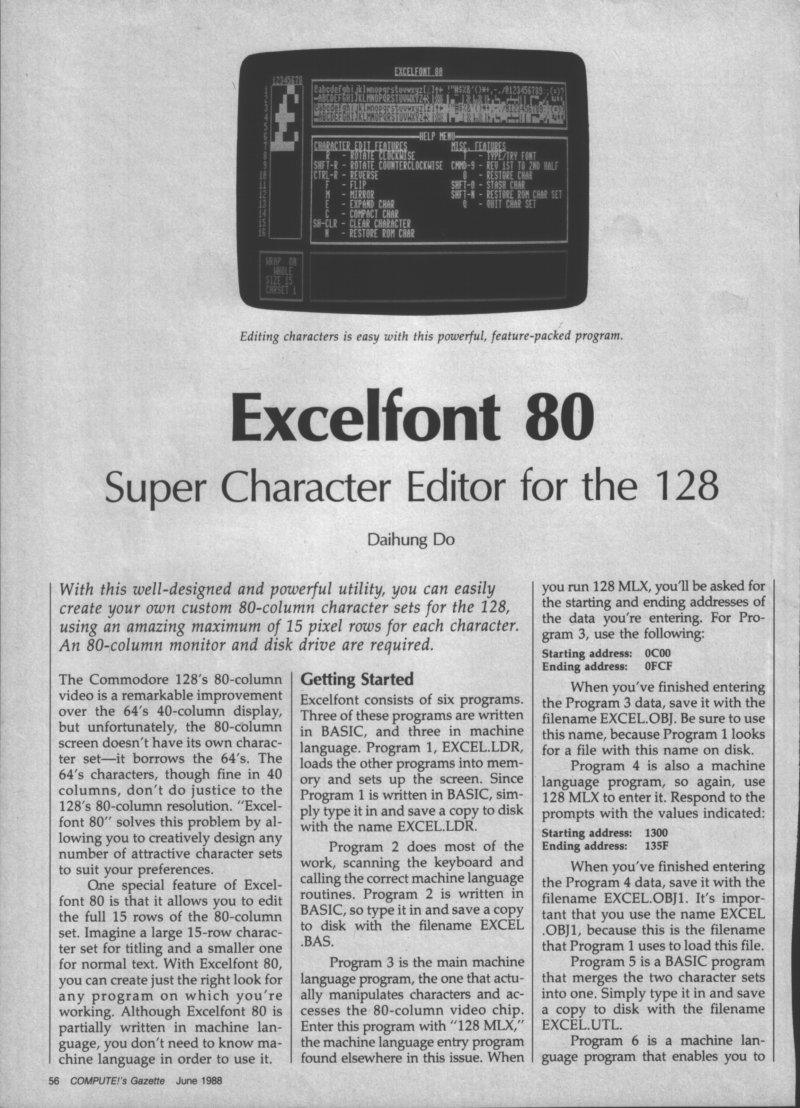 EXCELFONT 80
12345678
1
2
3
4
5
6
7
8
9
10
11
12
13
14
15
16
HELP MENU
CHARACTER EDIT FEATURES MISC. FEATURES
R - ROTATE CLOCKWISE T - TYPE/TRY FONT
SHFT-R - ROTATE COUNTERCLOCKWISE CMMD-9 - REV 1ST TO 2ND HALF
CTRL-R - REVERSE - RESTORE CHAR
F - FLIP - STASH CHAR
M - MIRROR SHFT-N - RESTORE ROM CHAR SET
E - EXPAND CHAR Q - QUIT CHAR SET
C - COMPACT CHAR
SH-CLR - CLEAR CHARACTER
N - RESTORE ROM CHAR
WRAP ON
WHOLE
SIZE 15
CHRSET 1
Editing characters is easy with this powerful, feature-packed program.
Excelfont 80
Super Character Editor for the 128
Daihung Do
With this well-designed and powerful utility, you can easily
create your own custom 80-column character sets for the 128,
using an amazing maximum of 15 pixel rows for each character.
An 80-column monitor and disk drive are required.
The Commodore 128's 80-column
video is a remarkable improvement
over the 64's 40-column display,
but unfortunately, the 80-column
screen doesn't have its own charac-
ter set—it borrows the 64's. The
64's characters, though fine in 40
columns, don't do justice to the
128's 80-column resolution. "Excel-
font 80" solves this problem by al-
lowing you to creatively design any
number of attractive character sets
to suit your preferences.
One special feature of Excel-
font 80 is that it allows you to edit
the full 15 rows of the 80-column
set. Imagine a large 15-row charac-
ter set for titling and a smaller one
for normal text. With Excelfont 80,
you can create just the right look for
any program on which you're
working. Although Excelfont 80 is
partially written in machine lan-
guage, you don't need to know ma-
chine language in order to use it.
Getting Started
Excelfont consists of six programs.
Three of these programs are written
in BASIC, and three in machine
language. Program 1, EXCEL.LDR,
loads the other programs into mem-
ory and sets up the screen. Since
Program 1 is written in BASIC, sim-
ply type it in and save a copy to disk
with the name EXCEL.LDR.
Program 2 does most of the
work, scanning the keyboard and
calling the correct machine language
routines. Program 2 is written in
BASIC, so type it in and save a copy
to disk with the filename EXCEL
.BAS.
Program 3 is the main machine
language program, the one that actu-
ally manipulates characters and ac-
cesses the 80-column video chip.
Enter this program with "128 MLX,"
the machine language entry program
found elsewhere in this issue. When
you run 128 MLX, you'll be asked for
the starting and ending addresses of
the data you're entering. For Pro-
gram 3, use the following:
Starting address: 0C00
Ending address: 0FCF
When you've finished entering
the Program 3 data, save it with the
filename EXCEL.OBJ. Be sure to use
this name, because Program 1 looks
for a file with this name on disk.
Program 4 is also a machine
language program, so again, use
128 MLX to enter it. Respond to the
prompts with the values indicated:
Starting address: 1300
Ending address: 135F
When you've finished entering
the Program 4 data, save it with the
filename EXCEL.OBJ1. It's impor-
tant that you use the name EXCEL
.OBJ1, because this is the filename
that Program 1 uses to load this file.
Program 5 is a BASIC program
that merges the two character sets
into one. Simply type it in and save
a copy to disk with the filename
EXCEL.UTL.
Program 6 is a machine lan-
guage program that enables you to
56 COMPUTE!'s Gazette June 1988